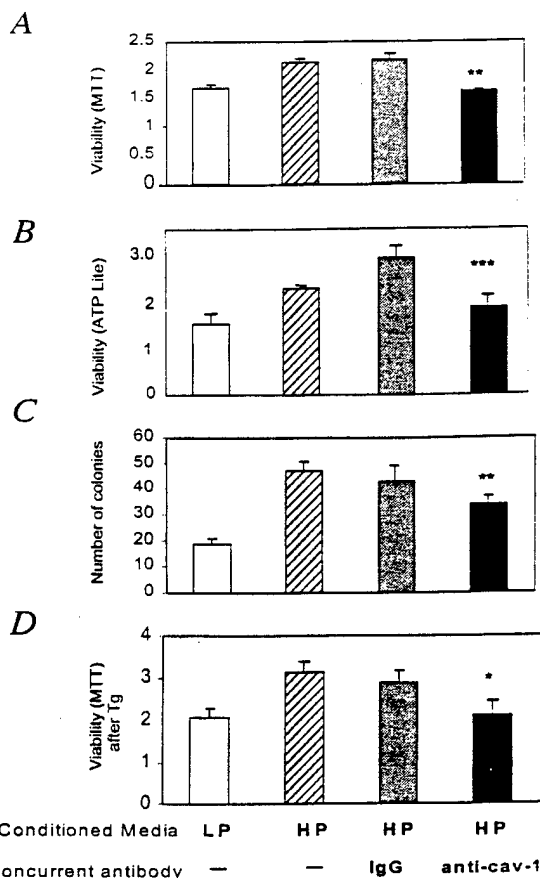 A
Viability (MTT)
2.5
2
1.5
1
0.5
0
**
B
Viability (ATP Lite)
3.0
2
1
0
***
C
Number of colonies
60
50
40
30
20
10
0
**
D
Viability (MTT)
after Tg
4
3
2
1
0
*
Conditioned Media LP HP HP HP
oncurrent antibody — — IgG anti-cav-1